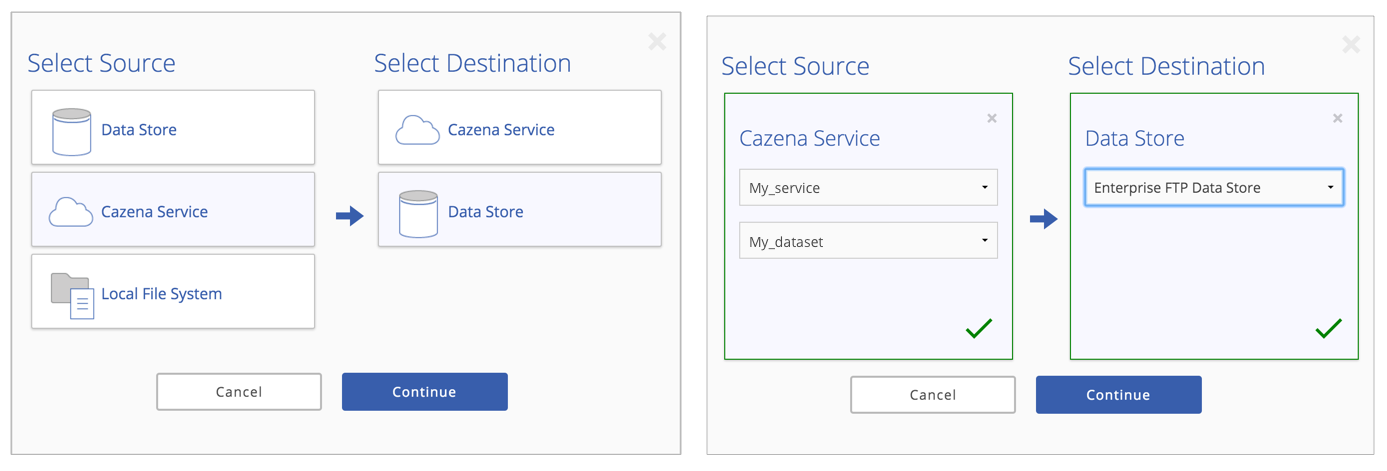 Select Source
Select Destination
Data Store
Cazena Service
Cazena Service
Data Store
Local File System
Cancel
Continue
Select Source
Select Destination
Cazena Service
My_service
My_dataset
Data Store
Enterprise FTP Data Store
Cancel
Continue